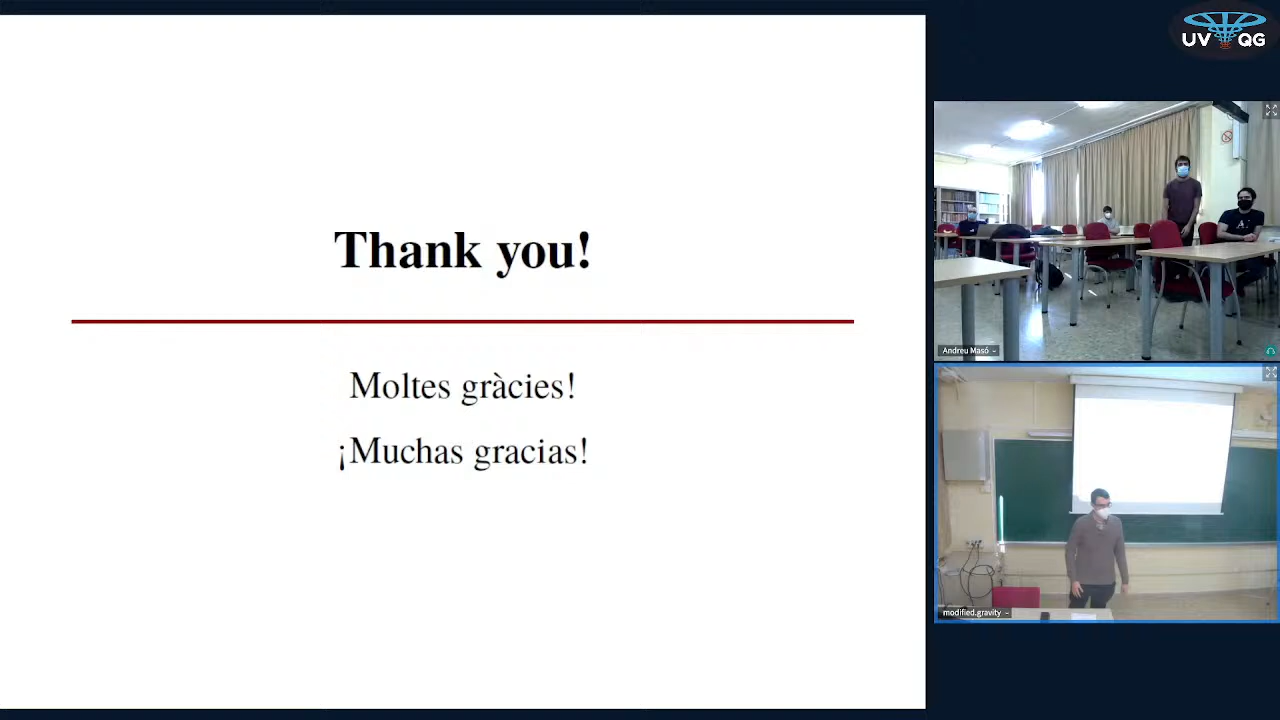 Thank you!
Moltes gràcies!
¡Muchas gracias!
UV QG
Andreu Masó
modified.gravity